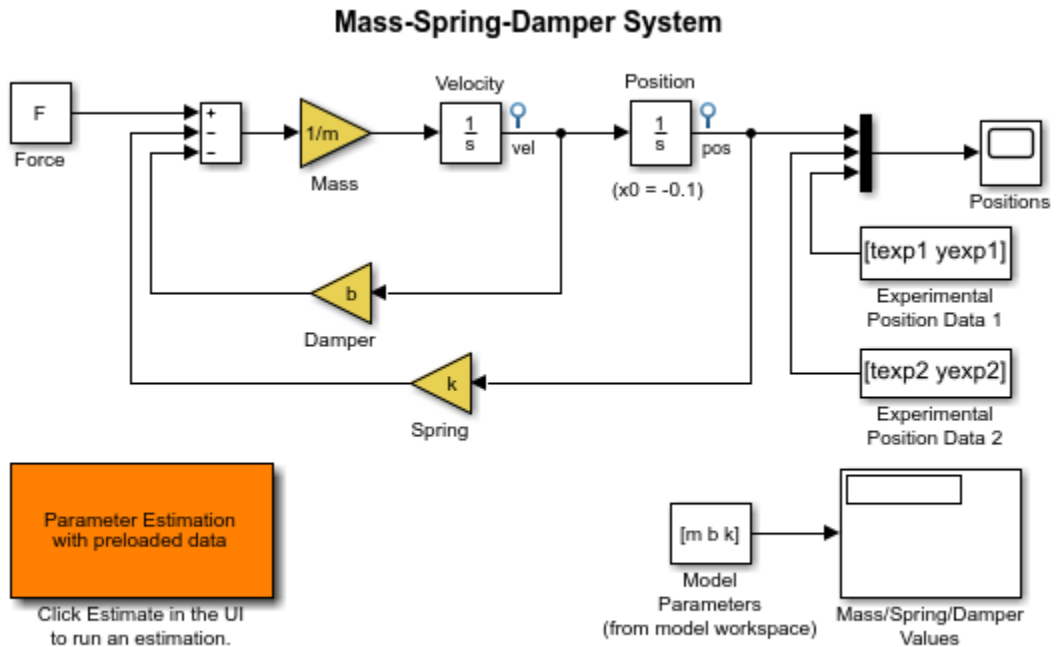 Mass-Spring-Damper System
F
Force
+
−
−
1/m
Mass
Velocity
1
s
vel
Position
1
s
pos
(x0 = -0.1)
Positions
[texp1 yexp1]
Experimental
Position Data 1
b
Damper
[texp2 yexp2]
Experimental
Position Data 2
k
Spring
Parameter Estimation
with preloaded data
Click Estimate in the UI
to run an estimation.
[m b k]
Model
Parameters
(from model workspace)
Mass/Spring/Damper
Values